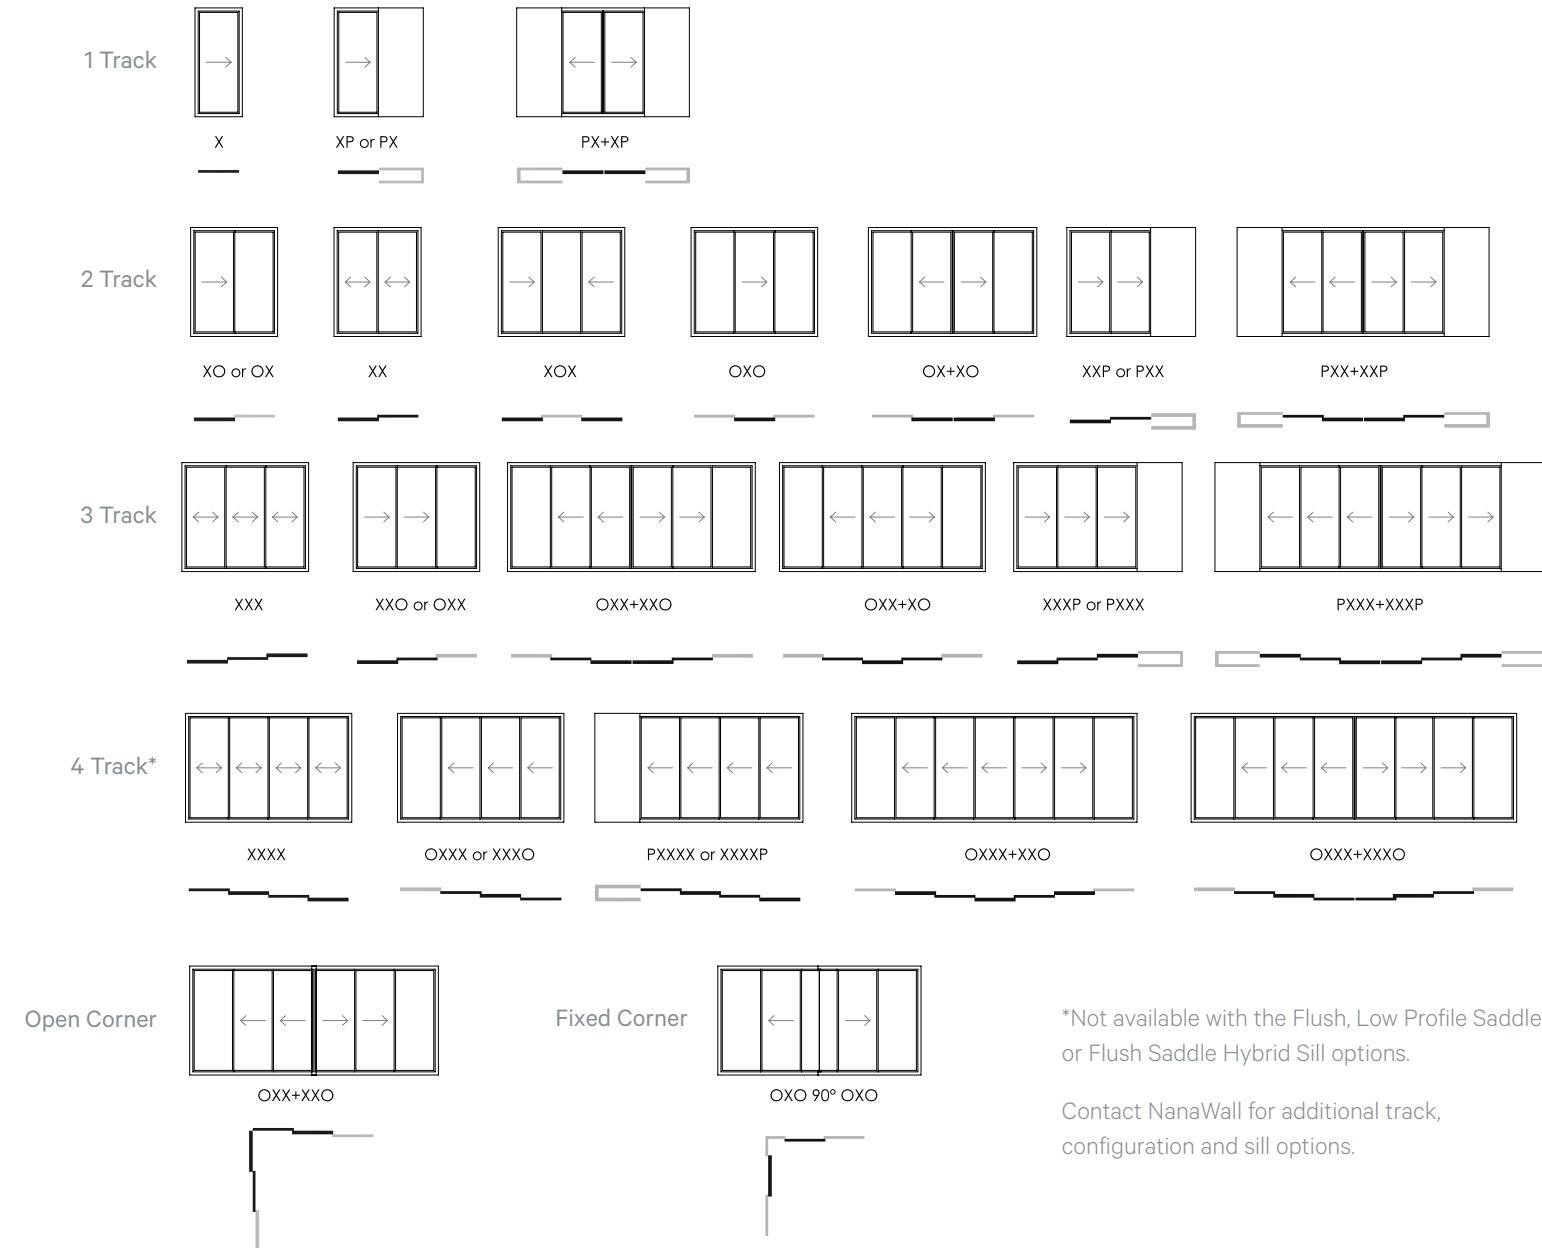 1 Track
X
XP or PX
PX+XP
2 Track
XO or OX
XX
XOX
OXO
OX+XO
XXP or PXX
PXX+XXP
3 Track
XXX
XXO or OXX
OXX+XXO
OXX+XO
XXXP or PXXX
PXXX+XXXP
4 Track*
XXXX
OXXX or XXXO
PXXXX or XXXXP
OXXX+XXO
OXXX+XXXO
Open Corner
OXX+XXO
Fixed Corner
OXO 90º OXO
*Not available with the Flush, Low Profile Saddle
or Flush Saddle Hybrid Sill options.
Contact NanaWall for additional track,
configuration and sill options.